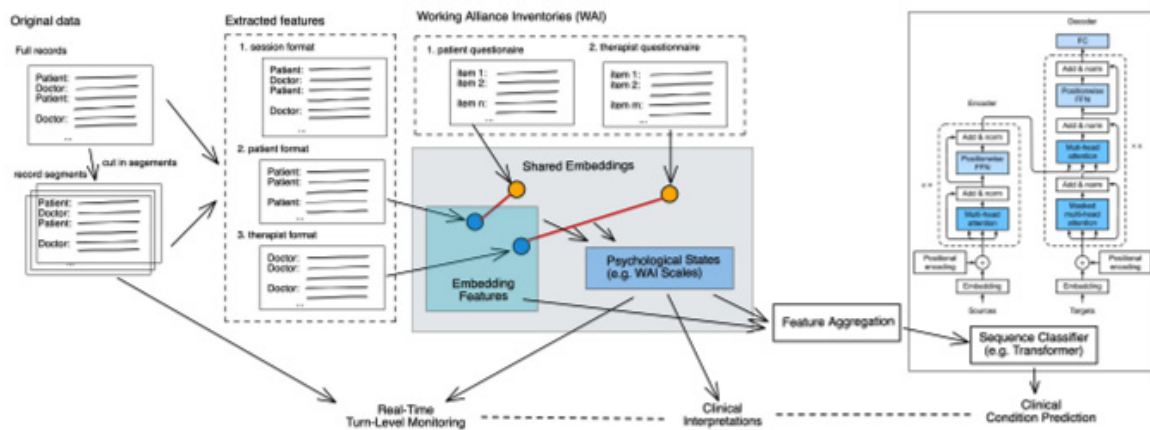 Original data
Full records
Patient:
Doctor:
Patient:
Doctor:
...
cut in segements
record segments
Patient:
Doctor:
Patient:
Doctor:
...
Extracted features
1. session format
Patient:
Doctor:
Patient:
Doctor:
...
2. patient format
Patient:
Patient:
Patient:
...
3. therapist format
Doctor:
Doctor:
Doctor:
...
Working Alliance Inventories (WAI)
1. patient questionaire
item 1:
item 2:
item n:
...
2. therapist questionnaire
item 1:
item 2:
item m:
...
Shared Embeddings
Embedding
Features
Psychological States
(e.g. WAI Scales)
Feature Aggregation
Real-Time
Turn-Level Monitoring
Clinical
Interpretations
Clinical
Condition Prediction
Sequence Classifier
(e.g. Transformer)
Encoder
Add & norm
Positionwise
FFN
Add & norm
Multi-head
attention
Positional
encoding
+
Embedding
Sources
Decoder
FC
Add & norm
Positionwise
FFN
Add & norm
Multi-head
attention
Add & norm
Masked
multi-head
attention
+
Positional
encoding
Embedding
Targets